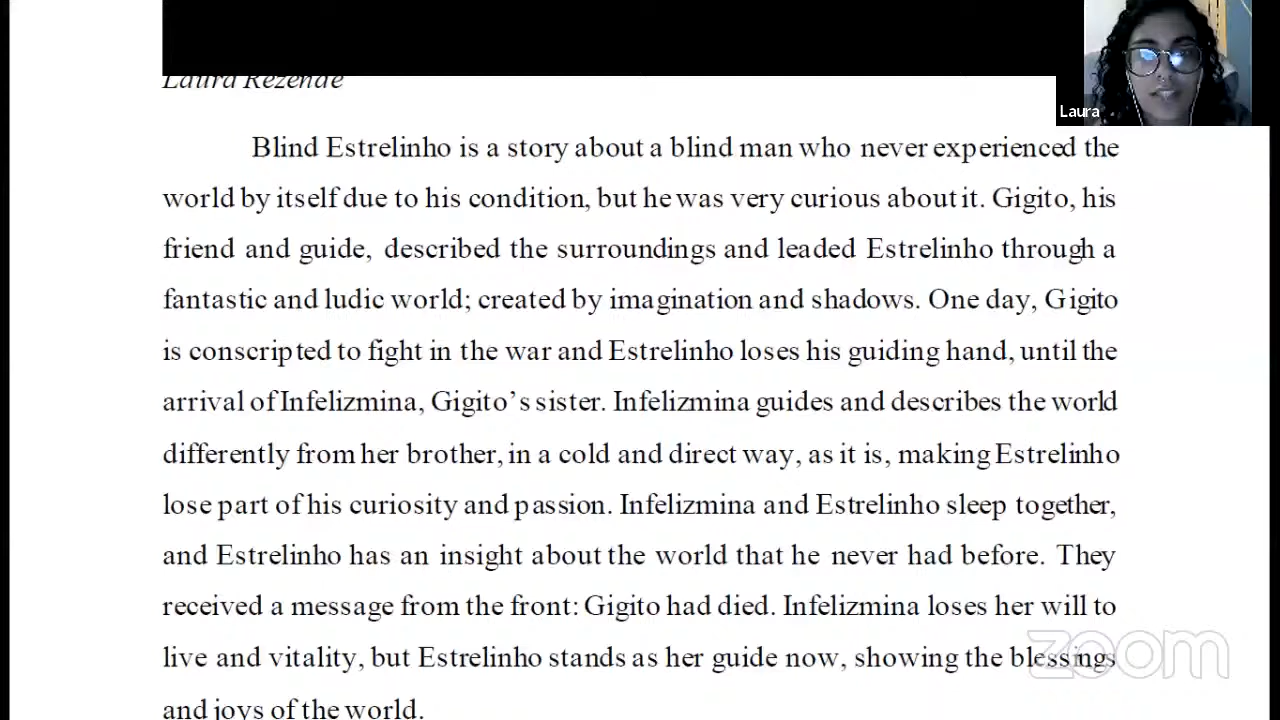 Laura Rezende
Laura
Blind Estrelinho is a story about a blind man who never experienced the
world by itself due to his condition, but he was very curious about it. Gigito, his
friend and guide, described the surroundings and leaded Estrelinho through a
fantastic and ludic world; created by imagination and shadows. One day, Gigito
is conscripted to fight in the war and Estrelinho loses his guiding hand, until the
arrival of Infelizmina, Gigito’s sister. Infelizmina guides and describes the world
differently from her brother, in a cold and direct way, as it is, making Estrelinho
lose part of his curiosity and passion. Infelizmina and Estrelinho sleep together,
and Estrelinho has an insight about the world that he never had before. They
received a message from the front: Gigito had died. Infelizmina loses her will to
live and vitality, but Estrelinho stands as her guide now, showing the blessings
and joys of the world.
zoom